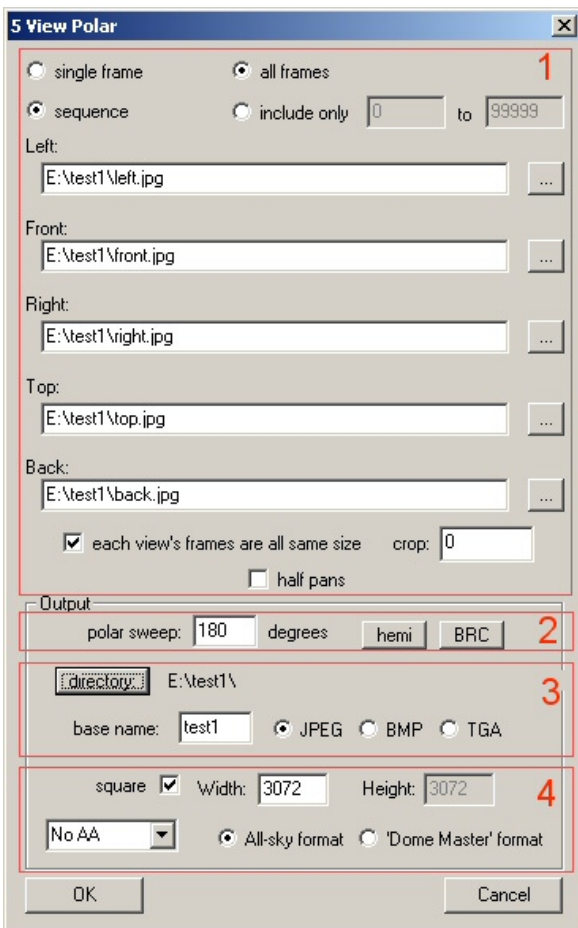 5 View Polar
single frame all frames 1
sequence include only 0 to 99999
Left:
E:\test1\left.jpg ...
Front:
E:\test1\front.jpg ...
Right:
E:\test1\right.jpg ...
Top:
E:\test1\top.jpg ...
Back:
E:\test1\back.jpg ...
each view's frames are all same size crop: 0
half pans
Output
polar sweep: 180 degrees hemi BRC 2
directory: E:\test1\ 3
base name: test1 JPEG BMP TGA
square Width: 3072 Height: 3072 4
No AA All-sky format 'Dome Master' format
OK Cancel